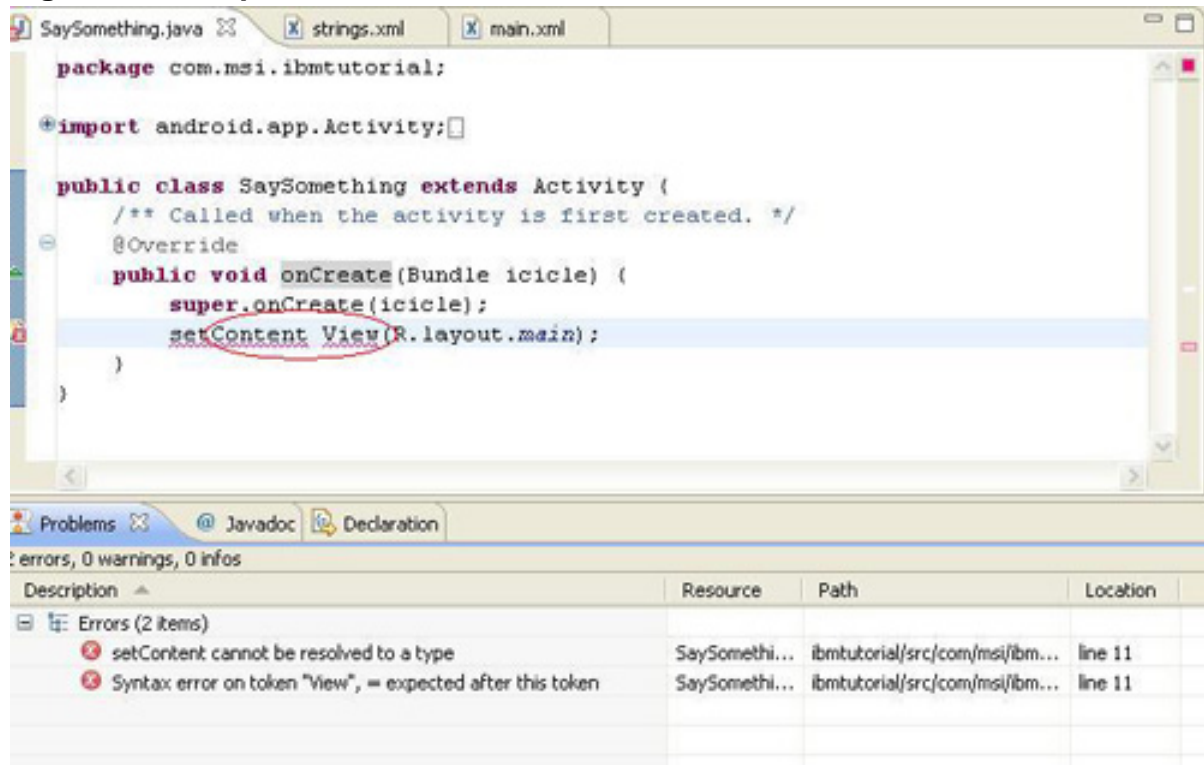 SaySomething.java strings.xml main.xml
package com.msi.ibmtutorial;
import android.app.Activity;
public class SaySomething extends Activity {
/** Called when the activity is first created. */
@Override
public void onCreate(Bundle icicle) {
super.onCreate(icicle);
setContent View(R.layout.main);
}
}
Problems @ Javadoc Declaration
errors, 0 warnings, 0 infos
Description Resource Path Location
Errors (2 items)
setContent cannot be resolved to a type SaySomethi... ibmtutorial/src/com/msi/ibm... line 11
Syntax error on token "View", = expected after this token SaySomethi... ibmtutorial/src/com/msi/ibm... line 11